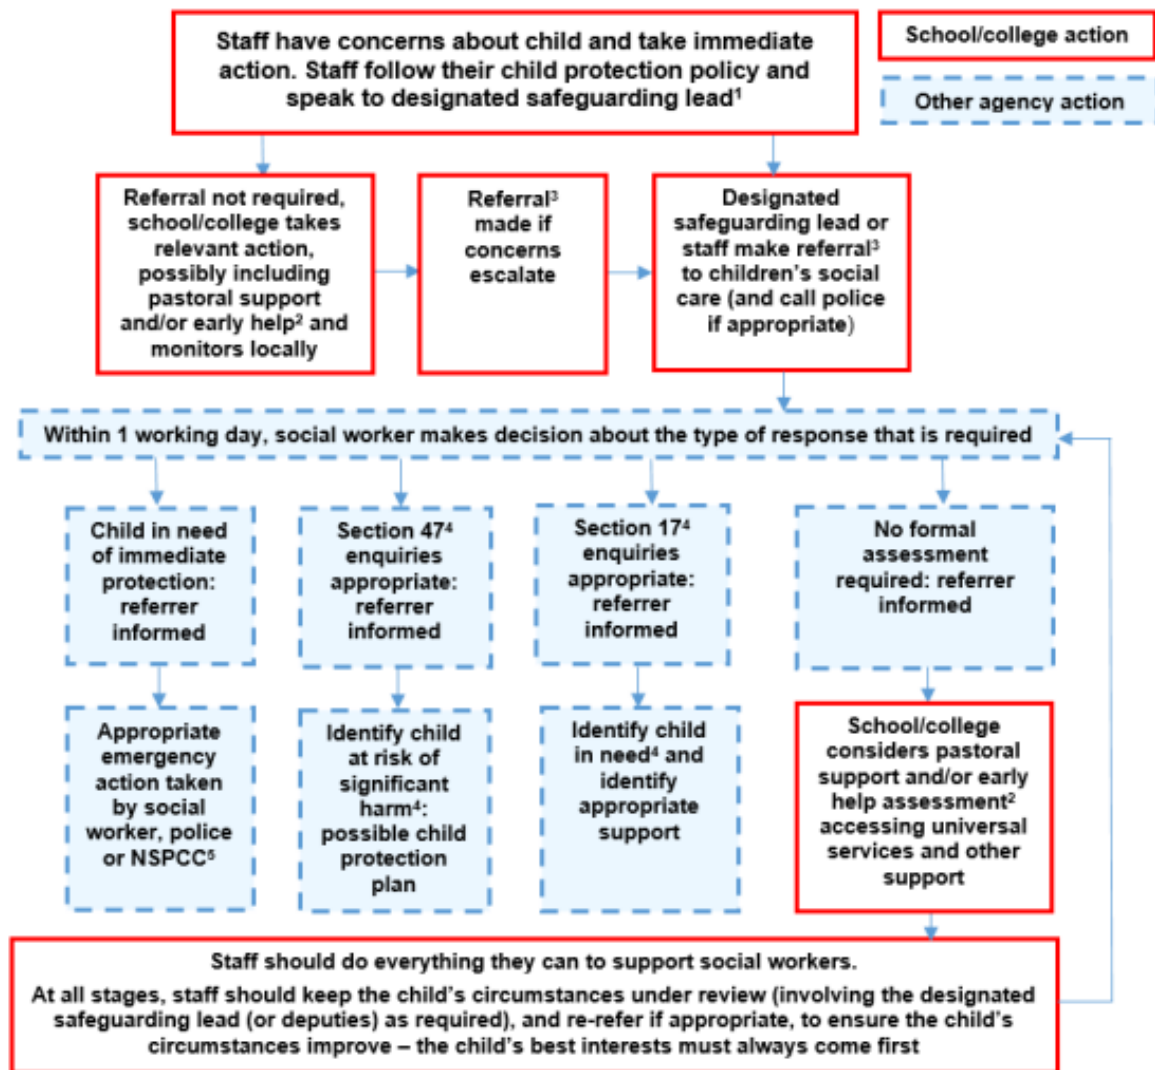 Staff have concerns about child and take immediate
action. Staff follow their child protection policy and
speak to designated safeguarding lead¹
School/college action
Other agency action
Referral not required,
school/college takes
relevant action,
possibly including
pastoral support
and/or early help² and
monitors locally
Referral³
made if
concerns
escalate
Designated
safeguarding lead or
staff make referral³
to children's social
care (and call police
if appropriate)
Within 1 working day, social worker makes decision about the type of response that is required
Child in need
of immediate
protection:
referrer
informed
Section 47⁴
enquiries
appropriate:
referrer
informed
Section 17⁴
enquiries
appropriate:
referrer
informed
No formal
assessment
required: referrer
informed
Appropriate
emergency
action taken
by social
worker, police
or NSPCC⁵
Identify child
at risk of
significant
harm⁴:
possible child
protection
plan
Identify child
in need⁴ and
identify
appropriate
support
School/college
considers pastoral
support and/or early
help assessment²
accessing universal
services and other
support
Staff should do everything they can to support social workers.
At all stages, staff should keep the child's circumstances under review (involving the designated
safeguarding lead (or deputies) as required), and re-refer if appropriate, to ensure the child's
circumstances improve – the child's best interests must always come first